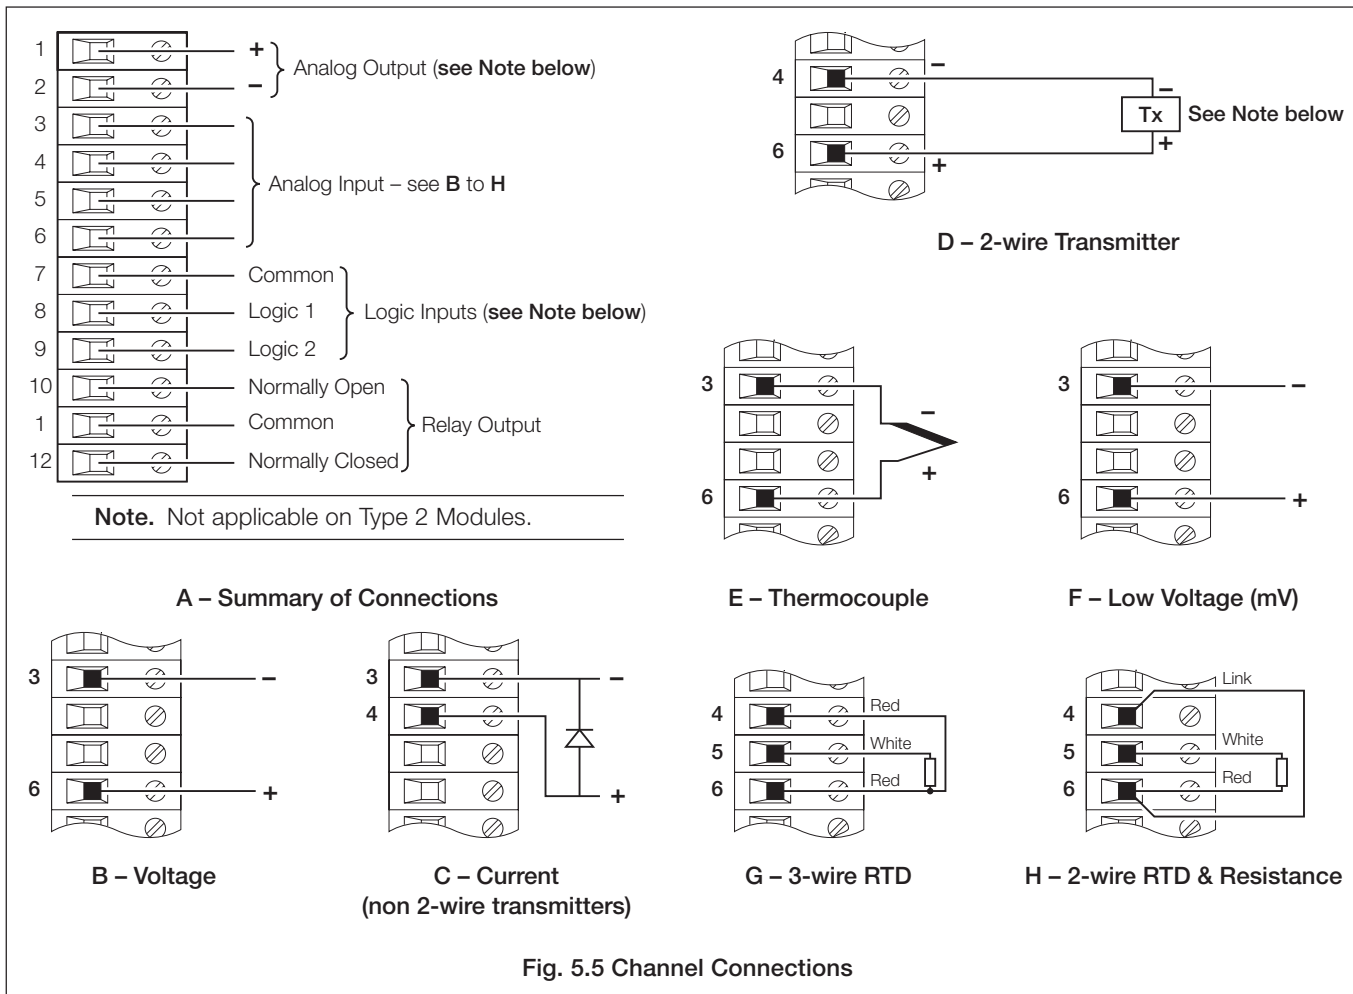 1 + Analog Output (see Note below)
2 –
3
4 Analog Input – see B to H
5
6
7 Common
8 Logic 1 Logic Inputs (see Note below)
9 Logic 2
10 Normally Open
1 Common Relay Output
12 Normally Closed
Note. Not applicable on Type 2 Modules.
A – Summary of Connections
4 –
– Tx + See Note below
6 +
D – 2-wire Transmitter
3 –
6 +
E – Thermocouple
3 –
6 +
F – Low Voltage (mV)
3 –
6 +
B – Voltage
3 –
4
+
C – Current
(non 2-wire transmitters)
4 Red
5 White
6 Red
G – 3-wire RTD
Link
4
5 White
6 Red
H – 2-wire RTD & Resistance
Fig. 5.5 Channel Connections